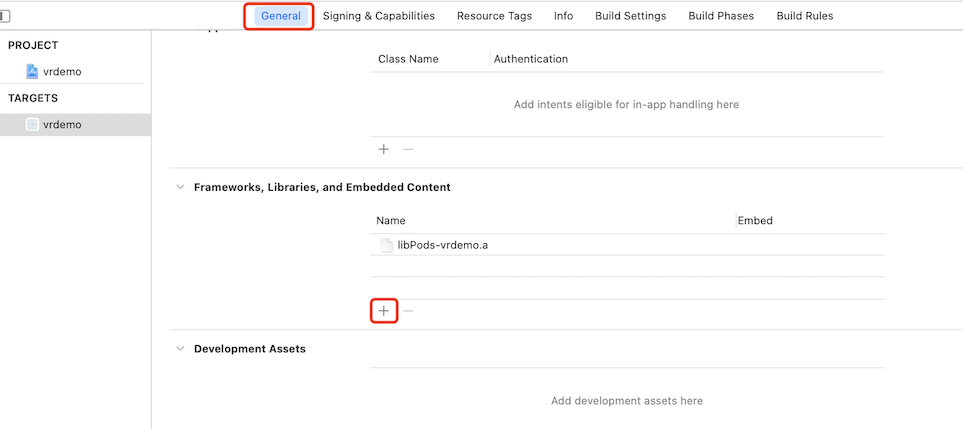 General Signing & Capabilities Resource Tags Info Build Settings Build Phases Build Rules
PROJECT
vrdemo
TARGETS
vrdemo
Class Name Authentication
Add intents eligible for in-app handling here
Frameworks, Libraries, and Embedded Content
Name Embed
libPods-vrdemo.a
Development Assets
Add development assets here